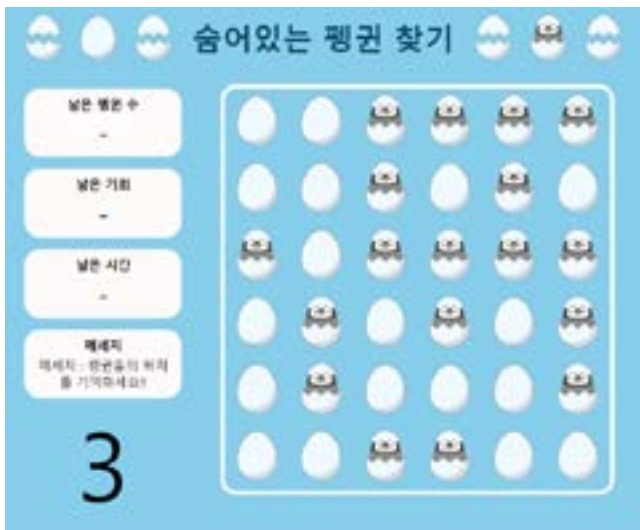 숨어있는 펭귄 찾기
남은 펭귄 수
-
남은 기회
-
남은 시간
-
메세지
메세지 : 펭귄들의 위치
를 기억하세요!!
3